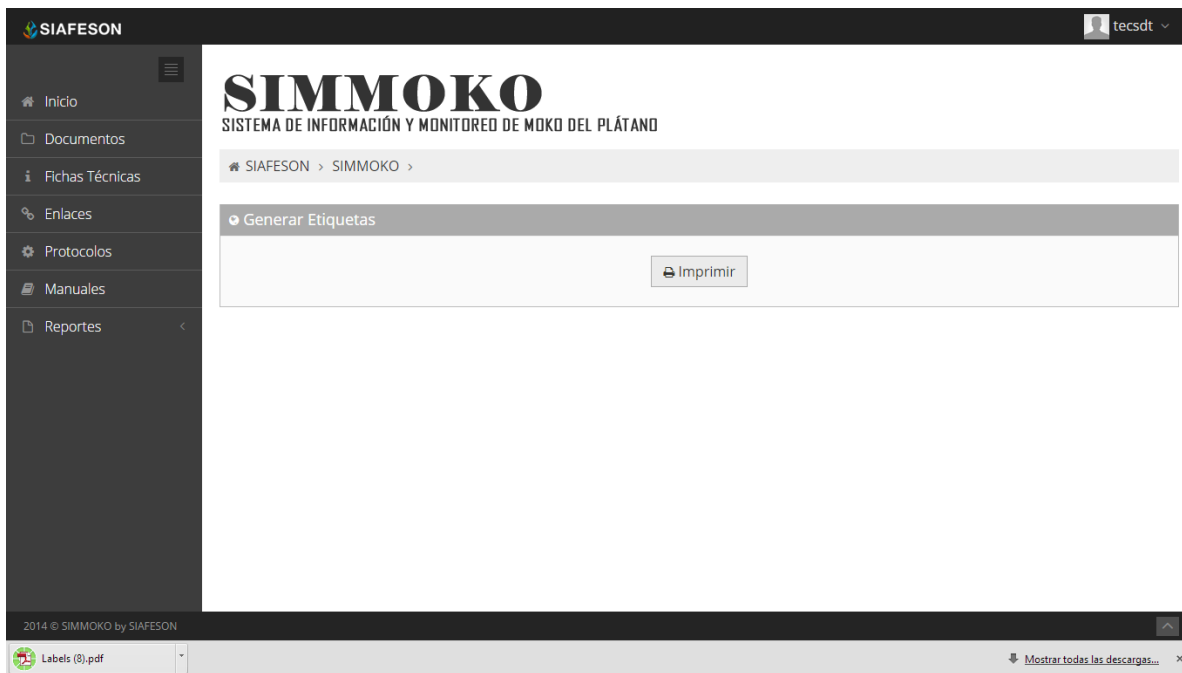 SIAFESON
tecsdt
Inicio
Documentos
Fichas Técnicas
Enlaces
Protocolos
Manuales
Reportes
SIMMOKO
SISTEMA DE INFORMACIÓN Y MONITOREO DE MOKO DEL PLÁTANO
SIAFESON > SIMMOKO >
Generar Etiquetas
Imprimir
2014 © SIMMOKO by SIAFESON
Labels (8).pdf
Mostrar todas las descargas...